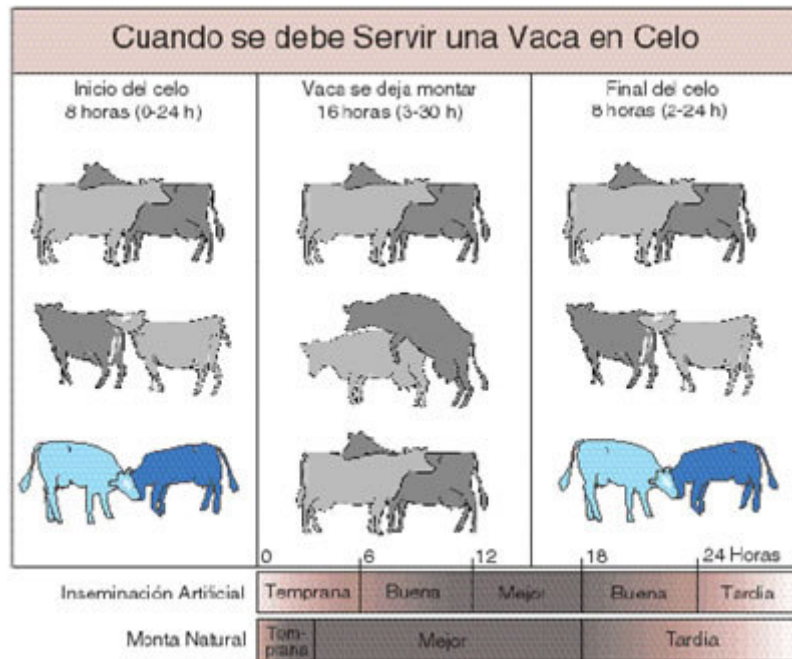 Cuando se debe Servir una Vaca en Celo
Inicio del celo
8 horas (0-24 h)
Vaca se deja montar
16 horas (3-30 h)
Final del celo
8 horas (2-24 h)
0 6 12 18 24 Horas
Inseminación Artificial Temprana Buena Mejor Buena Tardia
Monta Natural Tem-
prana Mejor Tardia